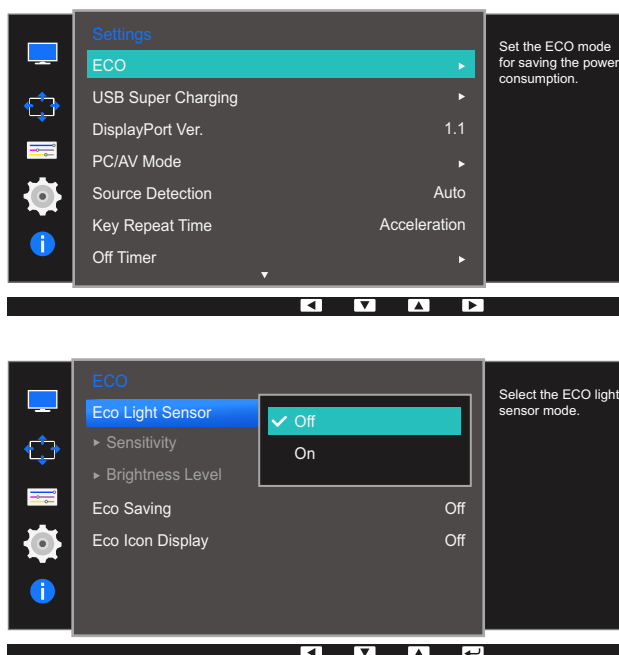 Settings
ECO
USB Super Charging
DisplayPort Ver. 1.1
PC/AV Mode
Source Detection Auto
Key Repeat Time Acceleration
Off Timer
Set the ECO mode
for saving the power
consumption.
ECO
Eco Light Sensor
Off
On
Sensitivity
Brightness Level
Eco Saving Off
Eco Icon Display Off
Select the ECO light
sensor mode.